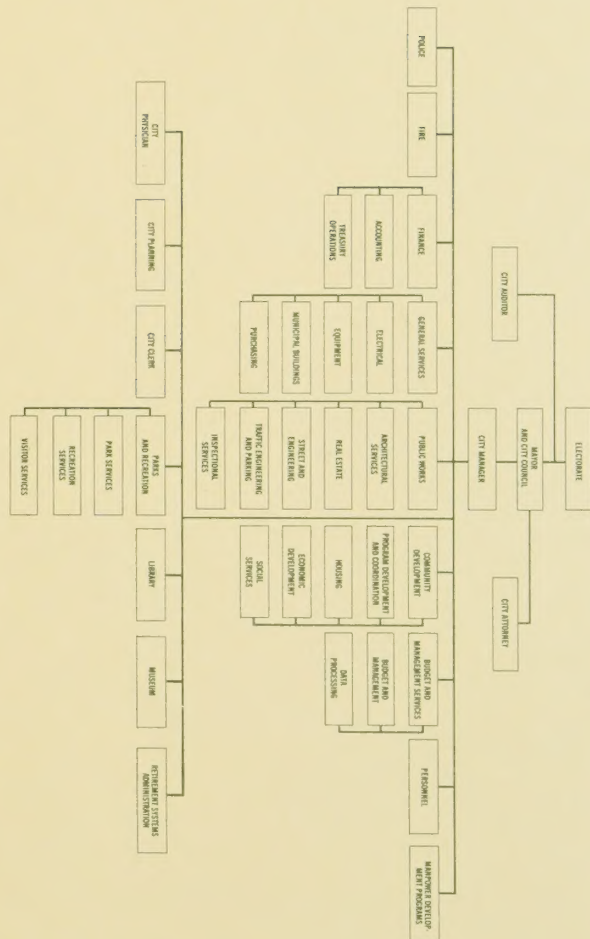 ELECTORATE
MAYOR
AND CITY COUNCIL
CITY AUDITOR
CITY ATTORNEY
CITY MANAGER
POLICE
FIRE
FINANCE
ACCOUNTING
TREASURY
OPERATIONS
GENERAL SERVICES
ELECTRICAL
EQUIPMENT
MUNICIPAL BUILDINGS
PURCHASING
PUBLIC WORKS
ARCHITECTURAL
SERVICES
REAL ESTATE
STREET AND
ENGINEERING
TRAFFIC ENGINEERING
AND PARKING
INSPECTIONAL
SERVICES
COMMUNITY
DEVELOPMENT
PROGRAM DEVELOPMENT
AND COORDINATION
HOUSING
ECONOMIC
DEVELOPMENT
SOCIAL
SERVICES
BUDGET AND
MANAGEMENT SERVICES
BUDGET AND
MANAGEMENT
DATA
PROCESSING
PERSONNEL
MANPOWER DEVELOP-
MENT PROGRAMS
CITY
PHYSICIAN
CITY PLANNING
CITY CLERK
PARKS
AND RECREATION
PARK SERVICES
RECREATION
SERVICES
VISITOR SERVICES
LIBRARY
MUSEUM
RETIREMENT SYSTEMS
ADMINISTRATION